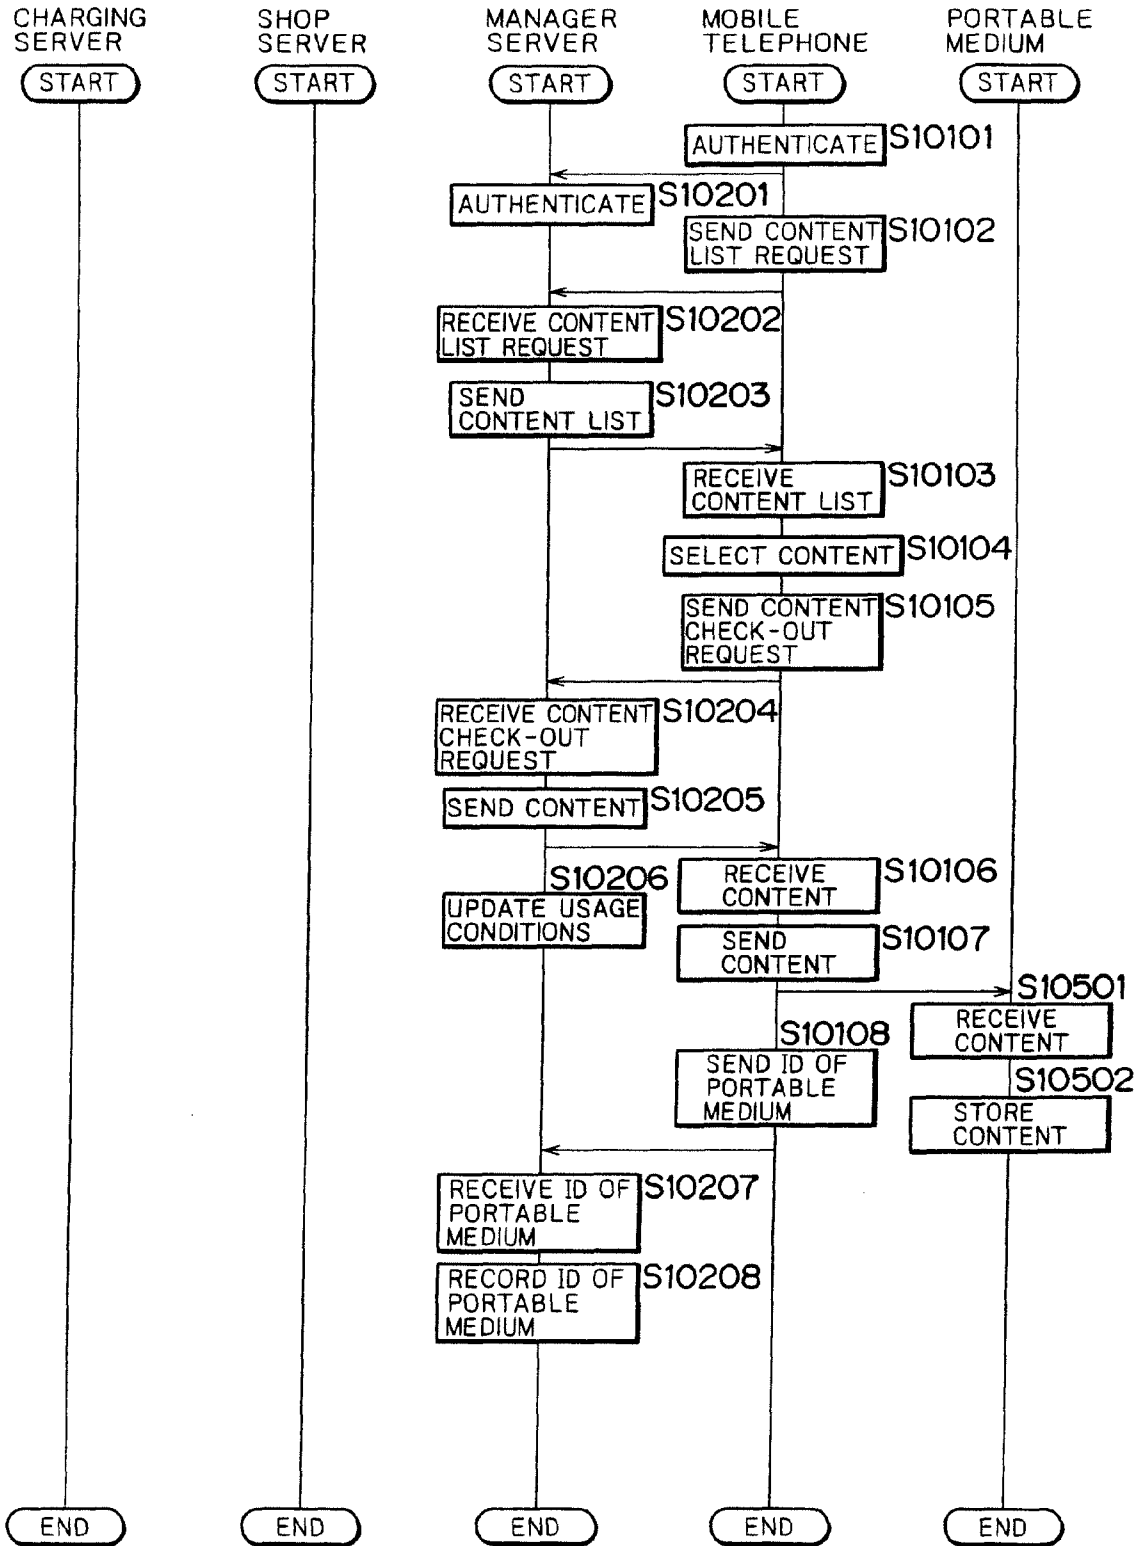 CHARGING
SERVER
SHOP
SERVER
MANAGER
SERVER
MOBILE
TELEPHONE
PORTABLE
MEDIUM
START
START
START
START
START
AUTHENTICATE
S10101
AUTHENTICATE
S10201
SEND CONTENT
LIST REQUEST
S10102
RECEIVE CONTENT
LIST REQUEST
S10202
SEND
CONTENT LIST
S10203
RECEIVE
CONTENT LIST
S10103
SELECT CONTENT
S10104
SEND CONTENT
CHECK-OUT
REQUEST
S10105
RECEIVE CONTENT
CHECK-OUT
REQUEST
S10204
SEND CONTENT
S10205
RECEIVE
CONTENT
S10106
S10206
UPDATE USAGE
CONDITIONS
SEND
CONTENT
S10107
S10501
RECEIVE
CONTENT
S10108
SEND ID OF
PORTABLE
MEDIUM
S10502
STORE
CONTENT
RECEIVE ID OF
PORTABLE
MEDIUM
S10207
RECORD ID OF
PORTABLE
MEDIUM
S10208
END
END
END
END
END